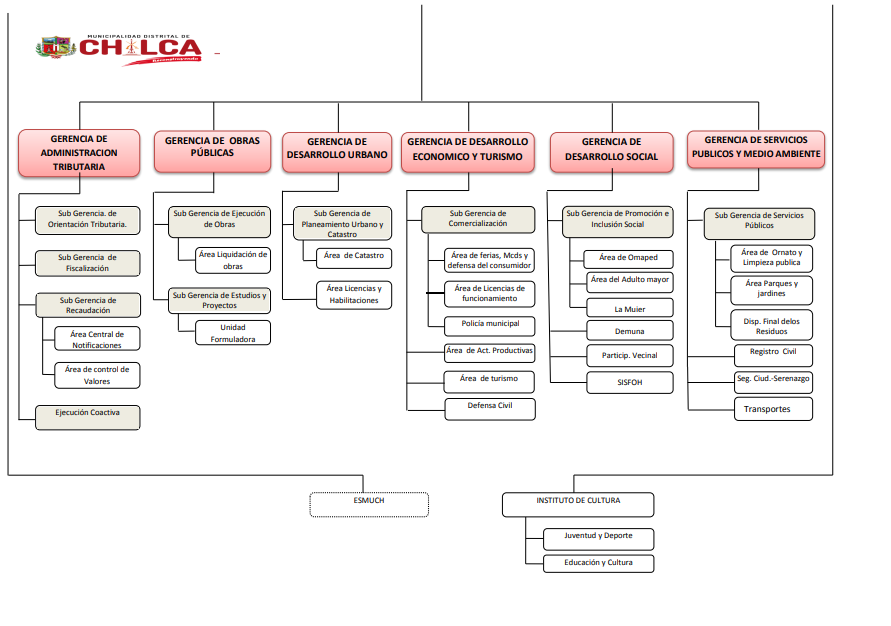 MUNICIPALIDAD DISTRITAL DE
CHILCA
GERENCIA DE
ADMINISTRACION
TRIBUTARIA
GERENCIA DE OBRAS
PÚBLICAS
GERENCIA DE
DESARROLLO URBANO
GERENCIA DE DESARROLLO
ECONOMICO Y TURISMO
GERENCIA DE
DESARROLLO SOCIAL
GERENCIA DE SERVICIOS
PUBLICOS Y MEDIO AMBIENTE
Sub Gerencia. de
Orientación Tributaria.
Sub Gerencia de
Fiscalización
Sub Gerencia de
Recaudación
Área Central de
Notificaciones
Área de control de
Valores
Ejecución Coactiva
Sub Gerencia de Ejecución
de Obras
Área Liquidación de
obras
Sub Gerencia de Estudios y
Proyectos
Unidad
Formuladora
Sub Gerencia de
Planeamiento Urbano y
Catastro
Área de Catastro
Área Licencias y
Habilitaciones
Sub Gerencia de
Comercialización
Área de ferias, Mcds y
defensa del consumidor
Área de Licencias de
funcionamiento
Policía municipal
Área de Act. Productivas
Área de turismo
Defensa Civil
Sub Gerencia de Promoción e
Inclusión Social
Área de Omaped
Área del Adulto mayor
La Mujer
Demuna
Particip. Vecinal
SISFOH
Sub Gerencia de Servicios
Públicos
Área de Ornato y
Limpieza publica
Área Parques y
jardines
Disp. Final delos
Residuos
Registro Civil
Seg. Ciud.-Serenazgo
Transportes
ESMUCH
INSTITUTO DE CULTURA
Juventud y Deporte
Educación y Cultura